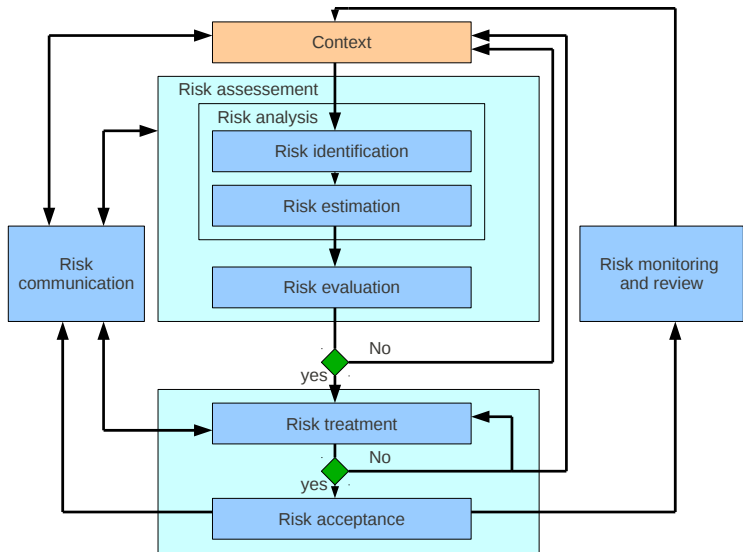 Context
Risk assessement
Risk analysis
Risk identification
Risk estimation
Risk
communication
Risk monitoring
and review
Risk evaluation
No
yes
Risk treatment
No
yes
Risk acceptance